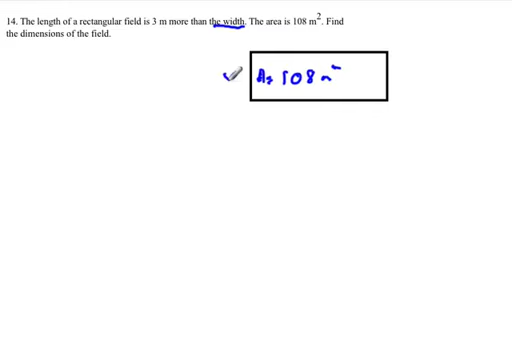 14. The length of a rectangular field is 3 m more than the width. The area is 108 m². Find
the dimensions of the field.
A = 108 m²